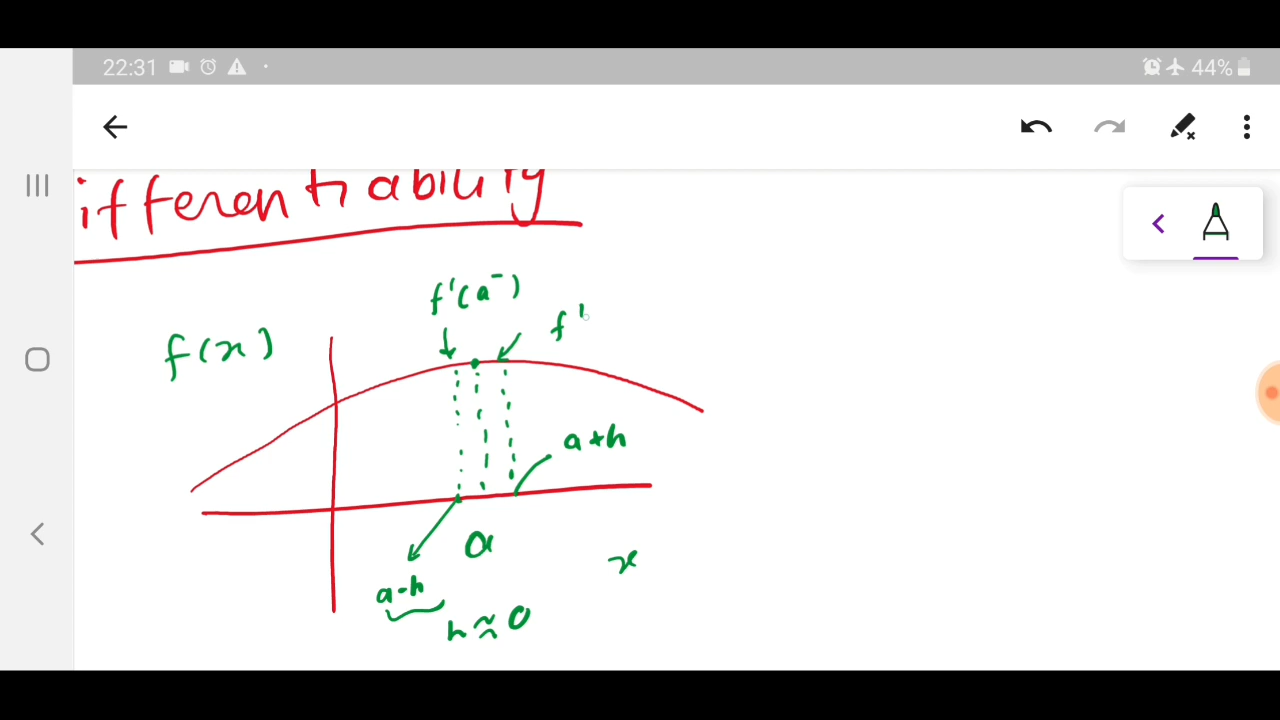 22:31
44%
ifferentiability
f'(a⁻)
f'
f(x)
a+h
a
x
a-h
h≈0